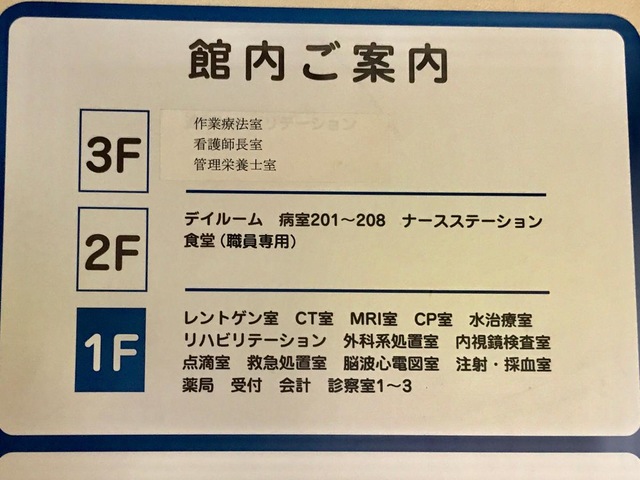 館内ご案内
3F
作業療法室
看護師長室
管理栄養士室
2F
デイルーム 病室201～208 ナースステーション
食堂（職員専用）
1F
レントゲン室 CT室 MRI室 CP室 水治療室
リハビリテーション 外科系処置室 内視鏡検査室
点滴室 救急処置室 脳波心電図室 注射・採血室
薬局 受付 会計 診察室1～3